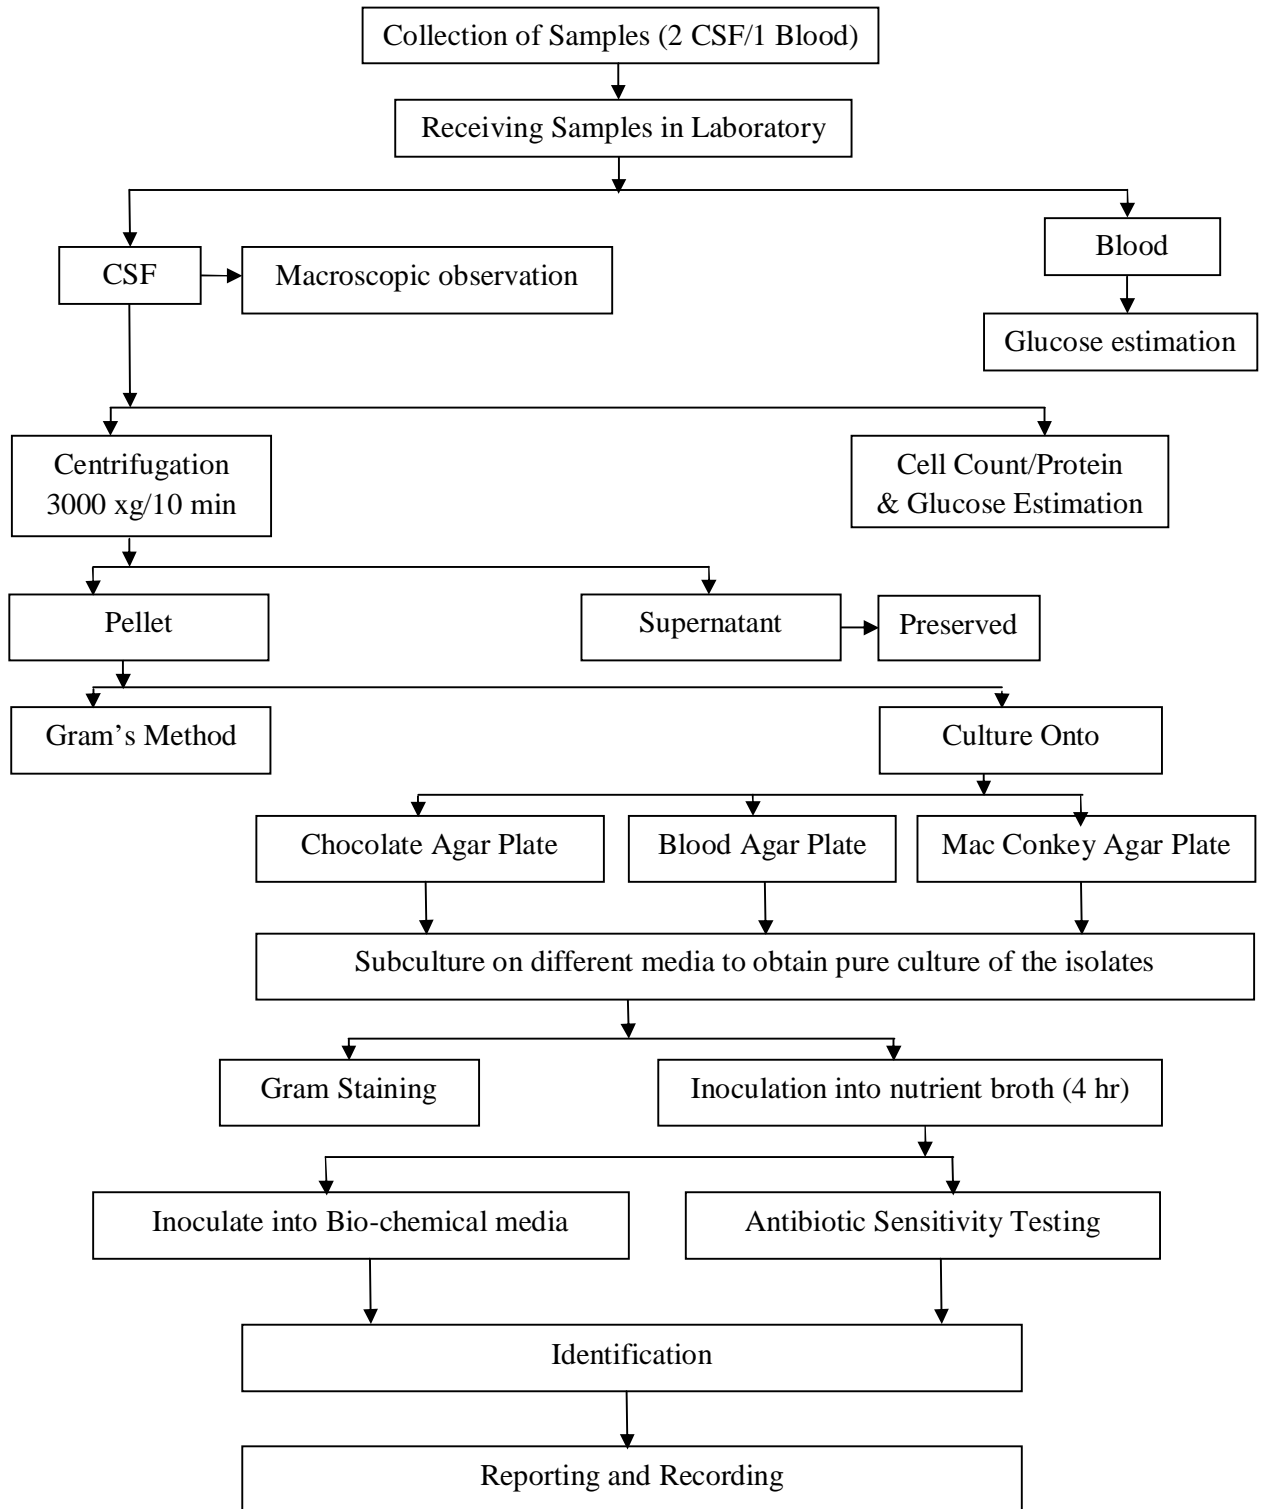 Collection of Samples (2 CSF/1 Blood)
Receiving Samples in Laboratory
Blood
CSF
Macroscopic observation
Glucose estimation
Centrifugation
3000 xg/10 min
Cell Count/Protein
& Glucose Estimation
Pellet
Supernatant
Preserved
Gram’s Method
Culture Onto
Chocolate Agar Plate
Blood Agar Plate
Mac Conkey Agar Plate
Subculture on different media to obtain pure culture of the isolates
Gram Staining
Inoculation into nutrient broth (4 hr)
Inoculate into Bio-chemical media
Antibiotic Sensitivity Testing
Identification
Reporting and Recording